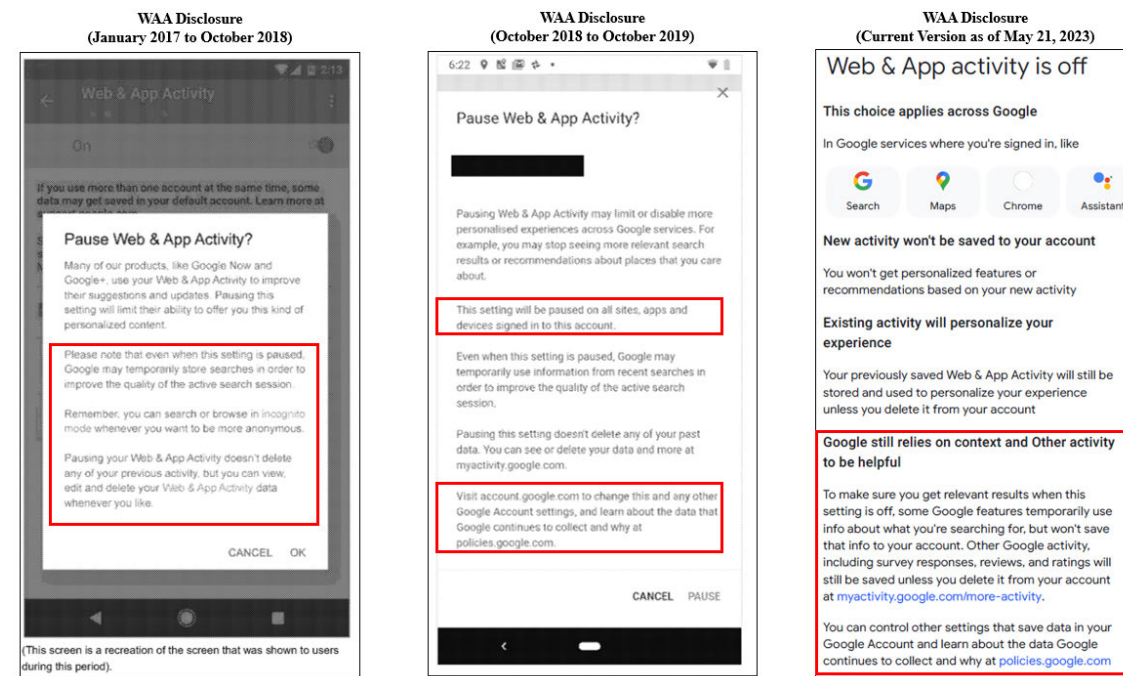 WAA Disclosure
(January 2017 to October 2018)
2:13
Web & App Activity
On
If you use more than one account at the same time, some
data may get saved in your default account. Learn more at
Pause Web & App Activity?
Many of our products, like Google Now and
Google+, use your Web & App Activity to improve
their suggestions and updates. Pausing this
setting will limit their ability to offer you this kind of
personalized content.
Please note that even when this setting is paused,
Google may temporarily store searches in order to
improve the quality of the active search session.
Remember, you can search or browse in incognito
mode whenever you want to be more anonymous.
Pausing your Web & App Activity doesn't delete
any of your previous activity, but you can view,
edit and delete your Web & App Activity data
whenever you like.
CANCEL OK
(This screen is a recreation of the screen that was shown to users
during this period).
WAA Disclosure
(October 2018 to October 2019)
6:22
Pause Web & App Activity?
Pausing Web & App Activity may limit or disable more
personalised experiences across Google services. For
example, you may stop seeing more relevant search
results or recommendations about places that you care
about.
This setting will be paused on all sites, apps and
devices signed in to this account.
Even when this setting is paused, Google may
temporarily use information from recent searches in
order to improve the quality of the active search
session.
Pausing this setting doesn't delete any of your past
data. You can see or delete your data and more at
myactivity.google.com.
Visit account.google.com to change this and any other
Google Account settings, and learn about the data that
Google continues to collect and why at
policies.google.com.
CANCEL PAUSE
WAA Disclosure
(Current Version as of May 21, 2023)
Web & App activity is off
This choice applies across Google
In Google services where you're signed in, like
Search Maps Chrome Assistant
New activity won't be saved to your account
You won't get personalized features or
recommendations based on your new activity
Existing activity will personalize your
experience
Your previously saved Web & App Activity will still be
stored and used to personalize your experience
unless you delete it from your account
Google still relies on context and Other activity
to be helpful
To make sure you get relevant results when this
setting is off, some Google features temporarily use
info about what you're searching for, but won't save
that info to your account. Other Google activity,
including survey responses, reviews, and ratings will
still be saved unless you delete it from your account
at myactivity.google.com/more-activity.
You can control other settings that save data in your
Google Account and learn about the data Google
continues to collect and why at policies.google.com